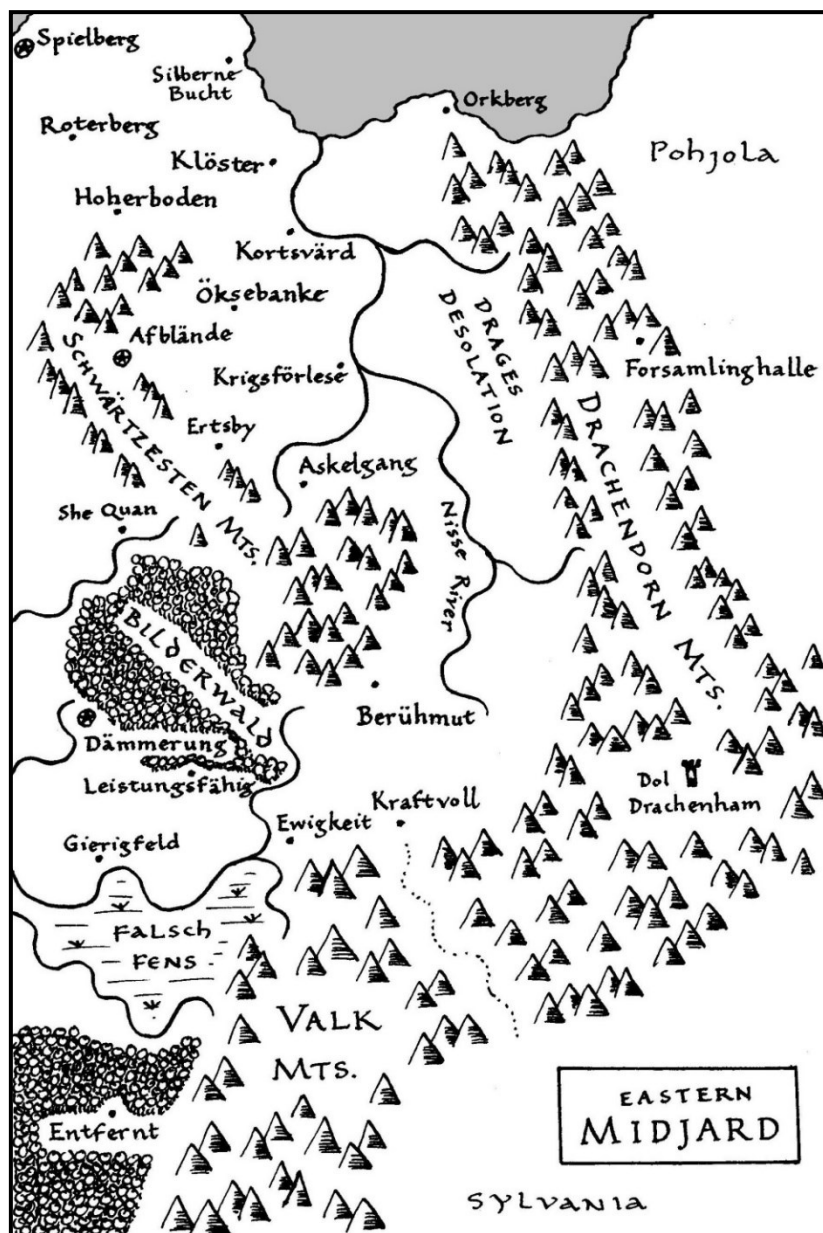 Spielberg
Silberne
Bucht
Orkberg
Roterberg
Pohjola
Klöster
Hoherboden
Kortsvärd
Öksebanke
Afblände
DRAGES
DESOLATION
Forsamlinghalle
Krigsförlese
SCHWÄRTZESTEN MTS.
Ertsby
DRACHENDORN MTS.
Askelgang
She Quan
Nisse River
BILDERWALD
Berühmut
Dämmerung
Leistungsfähig
Dol
Drachenham
Kraftvoll
Ewigkeit
Gierigfeld
FALSCH
FENS
VALK
MTS.
EASTERN
MIDJARD
Entfernt
SYLVANIA